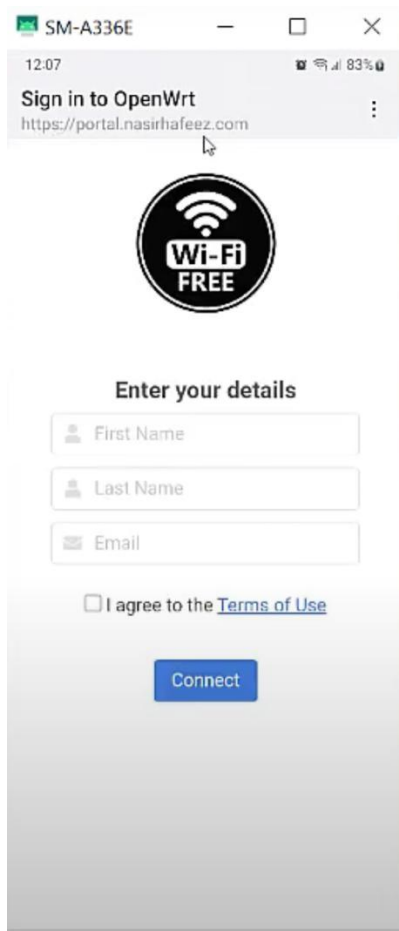 SM-A336E
12:07
83%
Sign in to OpenWrt
https://portal.nasirhafeez.com
Wi-Fi
FREE
Enter your details
First Name
Last Name
Email
I agree to the Terms of Use
Connect